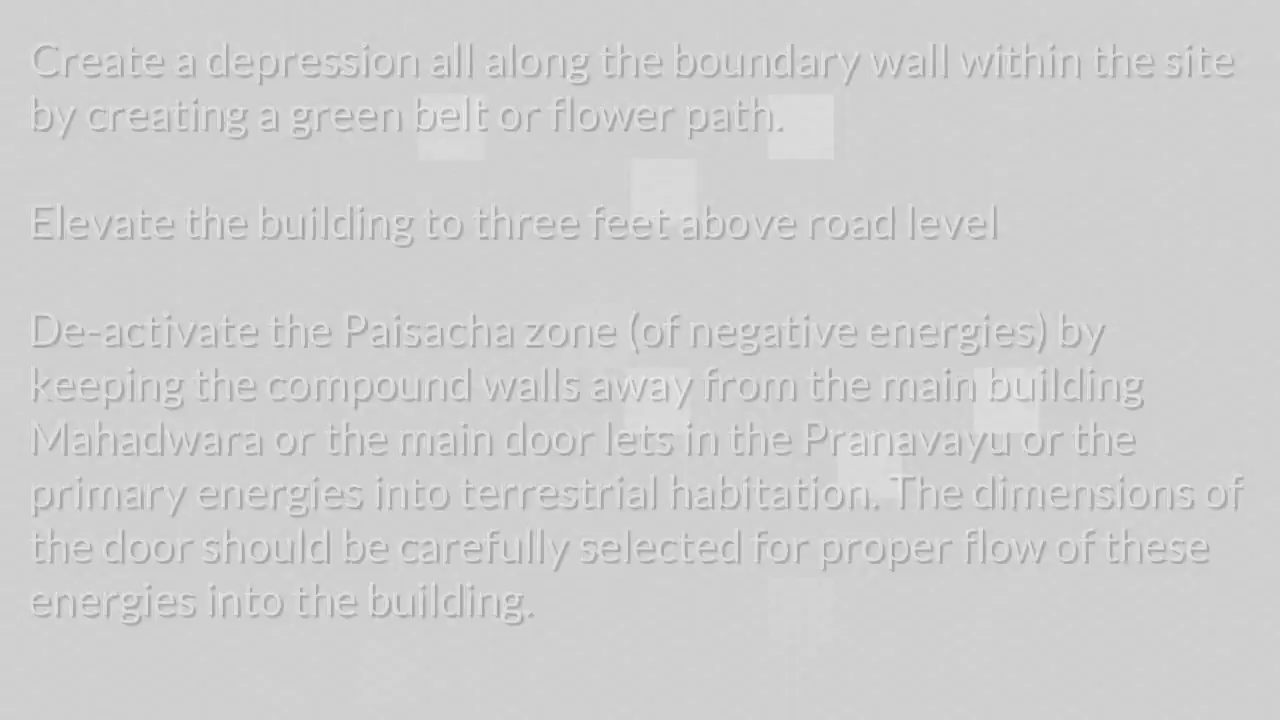 Create a depression all along the boundary wall within the site
by creating a green belt or flower path.
Elevate the building to three feet above road level
De-activate the Paisacha zone (of negative energies) by
keeping the compound walls away from the main building
Mahadwara or the main door lets in the Pranavayu or the
primary energies into terrestrial habitation. The dimensions of
the door should be carefully selected for proper flow of these
energies into the building.